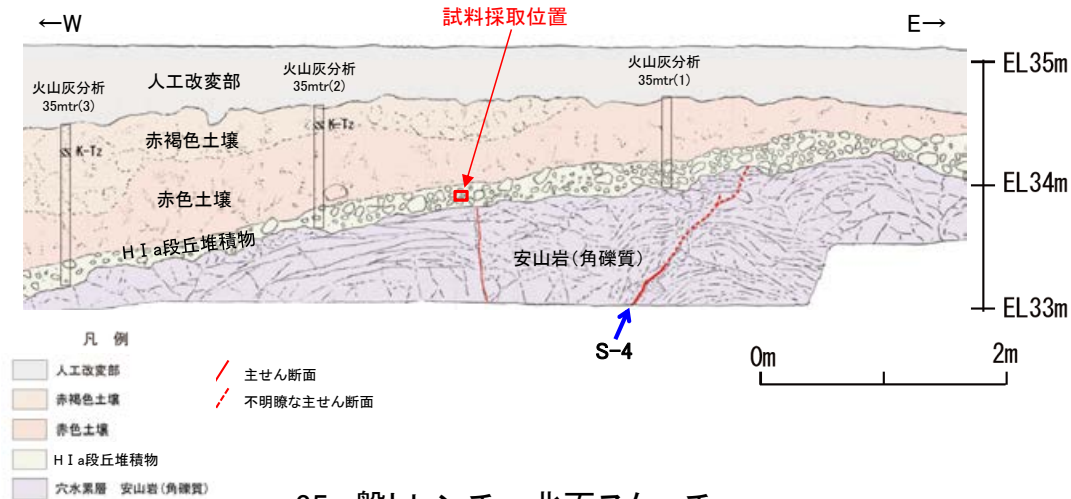 ←W
試料採取位置
E→
火山灰分析
35mtr(3)
人工改変部
火山灰分析
35mtr(2)
火山灰分析
35mtr(1)
EL35m
K-Tz
K-Tz
赤褐色土壌
赤色土壌
EL34m
HⅠa段丘堆積物
安山岩(角礫質)
EL33m
S-4
0m
2m
凡 例
人工改変部
赤褐色土壌
赤色土壌
HⅠa段丘堆積物
穴水累層 安山岩(角礫質)
主せん断面
不明瞭な主せん断面